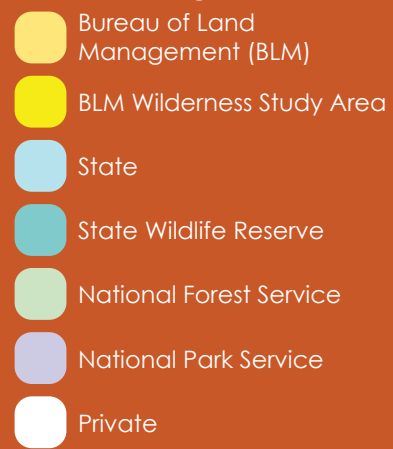 Bureau of Land
Management (BLM)
BLM Wilderness Study Area
State
State Wildlife Reserve
National Forest Service
National Park Service
Private